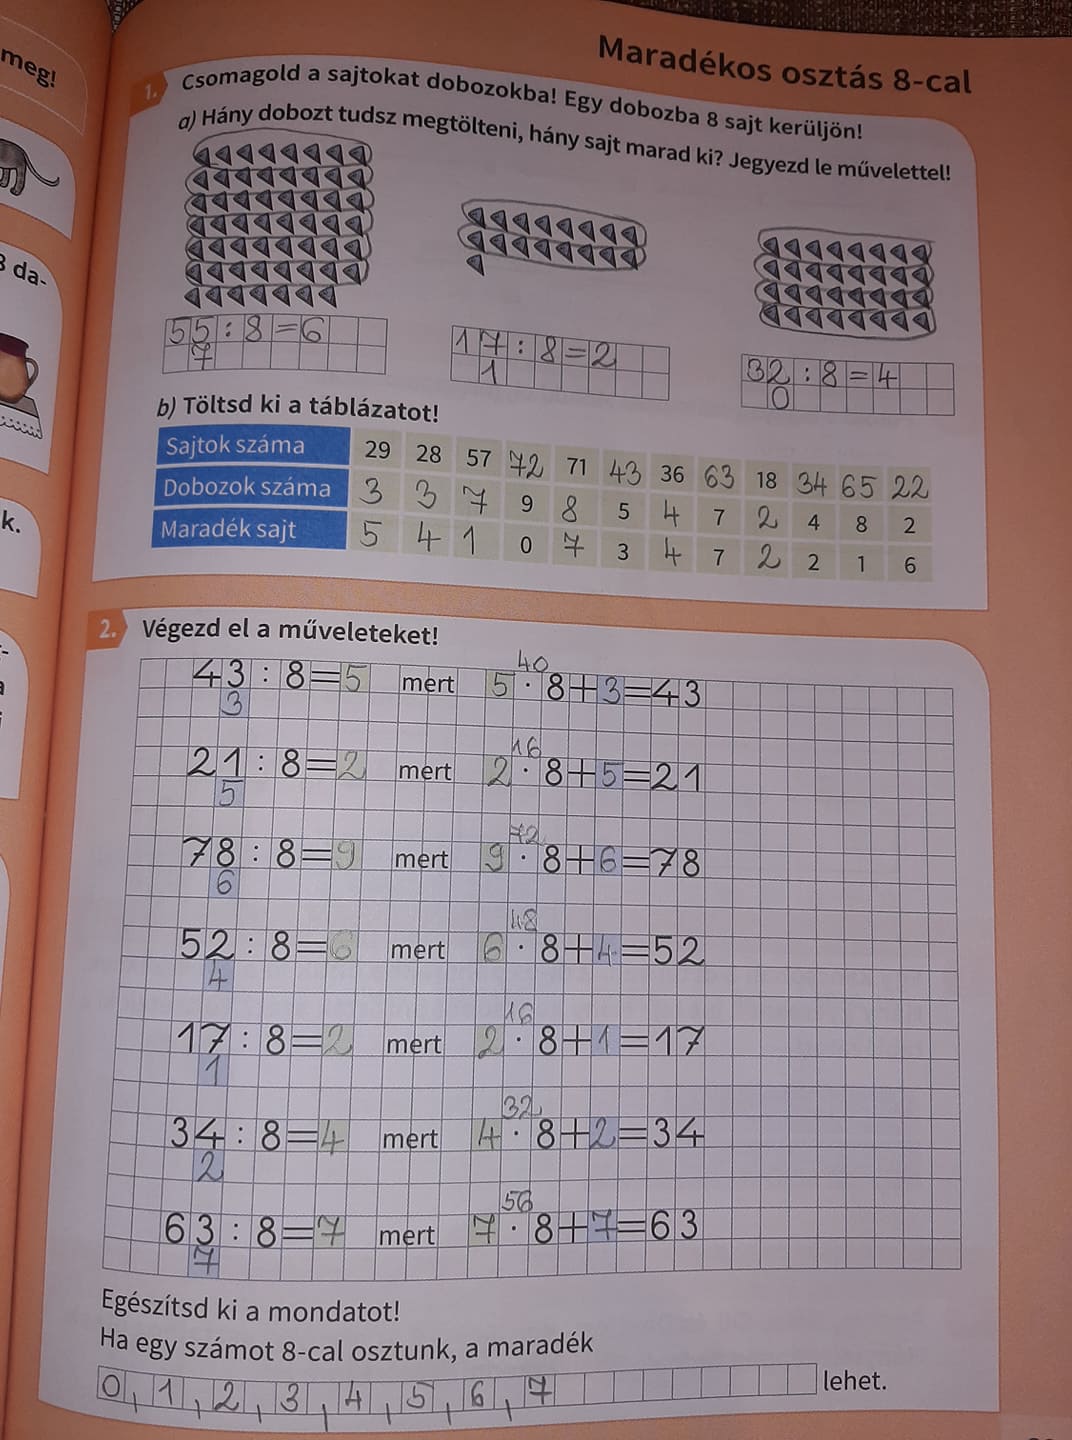 meg!
3 da-
k.
Maradékos osztás 8-cal
1. Csomagold a sajtokat dobozokba! Egy dobozba 8 sajt kerüljön!
a) Hány dobozt tudsz megtölteni, hány sajt marad ki? Jegyezd le művelettel!
55:8=6
7
17:8=2
1
32:8=4
0
b) Töltsd ki a táblázatot!
Sajtok száma 29 28 57 72 71 43 36 63 18 34 65 22
Dobozok száma 3 3 7 9 8 5 4 7 2 4 8 2
Maradék sajt 5 4 1 0 7 3 4 7 2 2 1 6
2. Végezd el a műveleteket!
40
43:8=5 mert 5·8+3=43
3
16
21:8=2 mert 2·8+5=21
5
72
78:8=9 mert 9·8+6=78
6
48
52:8=6 mert 6·8+4=52
4
16
17:8=2 mert 2·8+1=17
1
32
34:8=4 mert 4·8+2=34
2
56
63:8=7 mert 7·8+7=63
7
Egészítsd ki a mondatot!
Ha egy számot 8-cal osztunk, a maradék
0, 1, 2, 3, 4, 5, 6, 7 lehet.